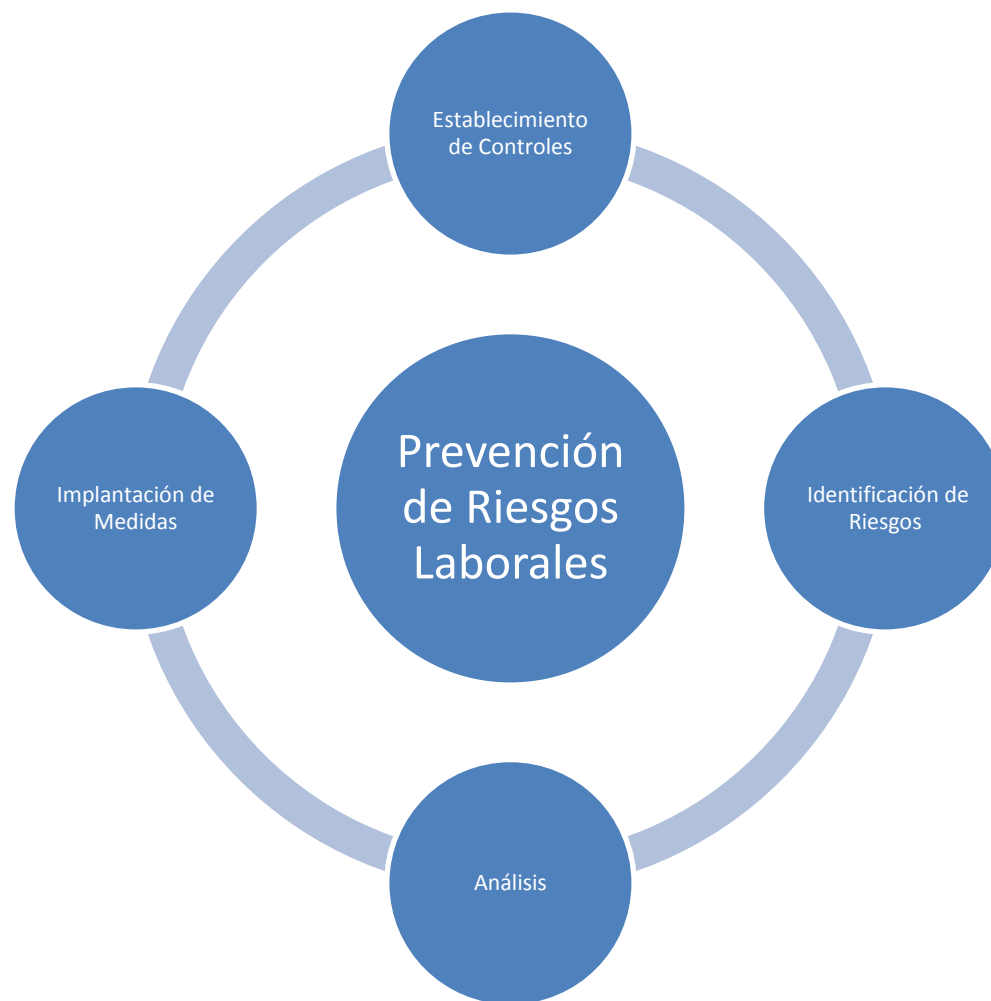 Establecimiento
de Controles
Prevención
de Riesgos
Laborales
Implantación de
Medidas
Identificación de
Riesgos
Análisis